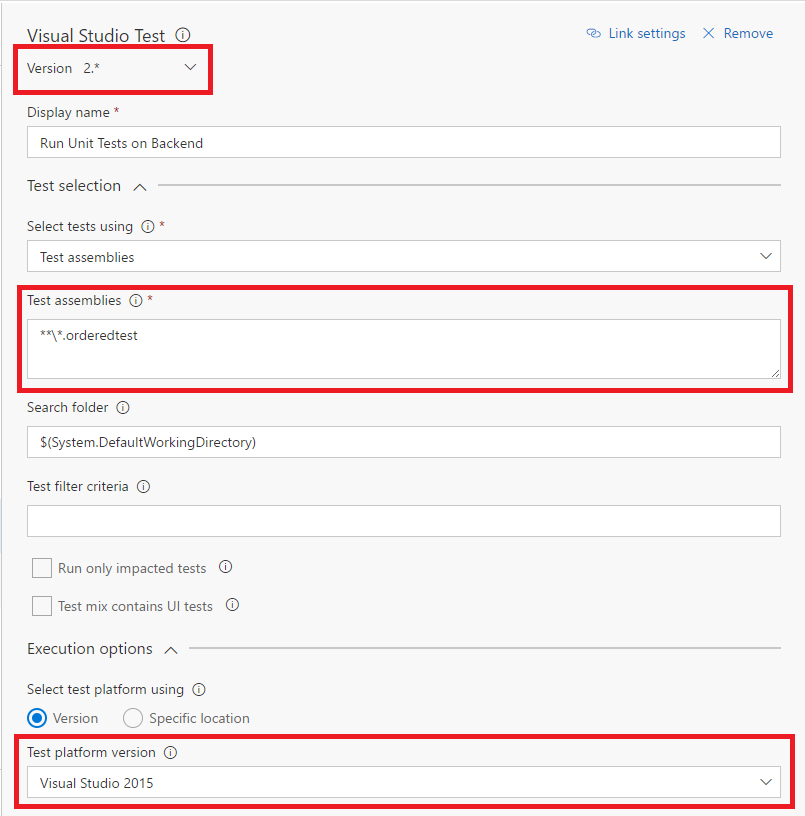 Visual Studio Test
Link settings
Remove
Version 2.*
Display name *
Run Unit Tests on Backend
Test selection
Select tests using *
Test assemblies
Test assemblies *
**\*.orderedtest
Search folder
$(System.DefaultWorkingDirectory)
Test filter criteria
Run only impacted tests
Test mix contains UI tests
Execution options
Select test platform using
Version Specific location
Test platform version
Visual Studio 2015